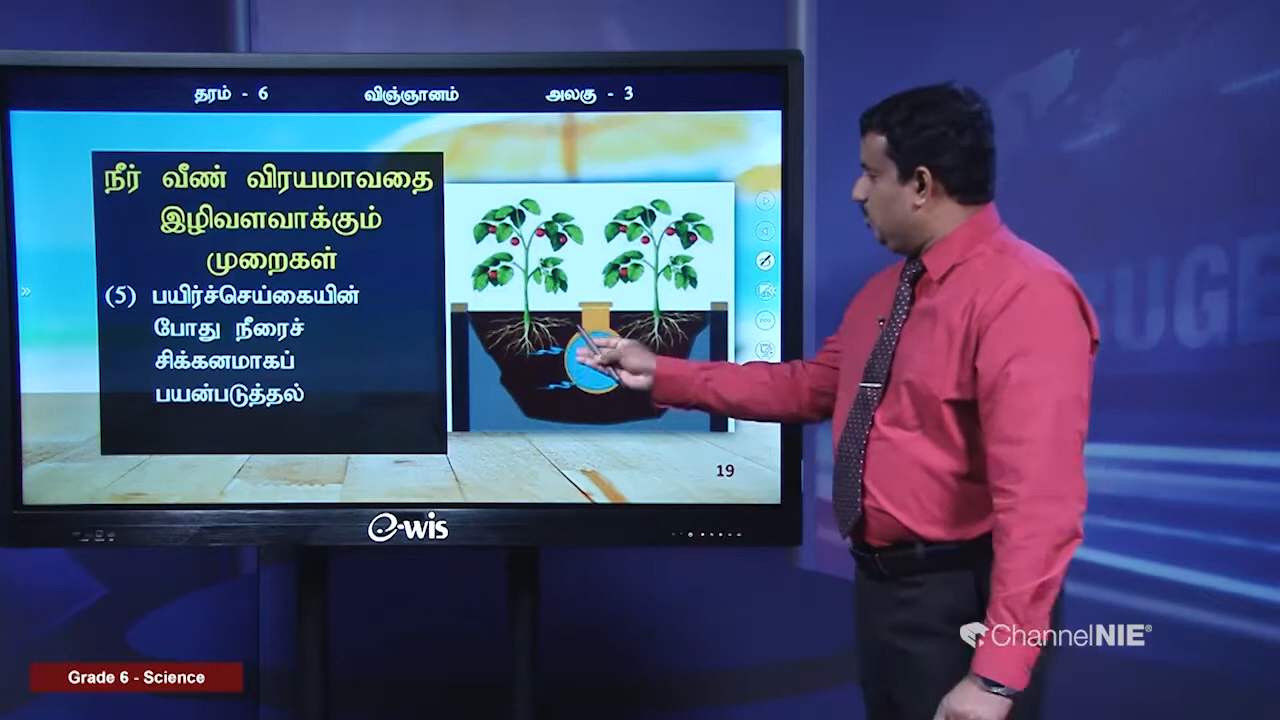 தரம் - 6 விஞ்ஞானம் அலகு - 3
நீர் வீண் விரயமாவதை
இழிவளவாக்கும்
முறைகள்
(5) பயிர்ச்செய்கையின்
போது நீரைச்
சிக்கனமாகப்
பயன்படுத்தல்
19
e-wis
UGE
ChannelNIE®
Grade 6 - Science